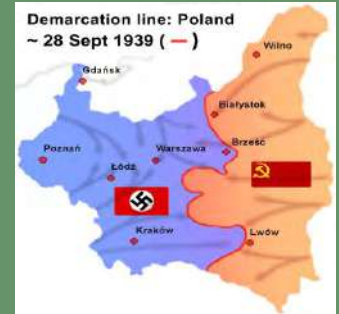 Demarcation line: Poland
~ 28 Sept 1939 ( — )
Wilno
Gdańsk
Białystok
Poznań
Warszawa
Brześć
Łódź
Kraków
Lwów